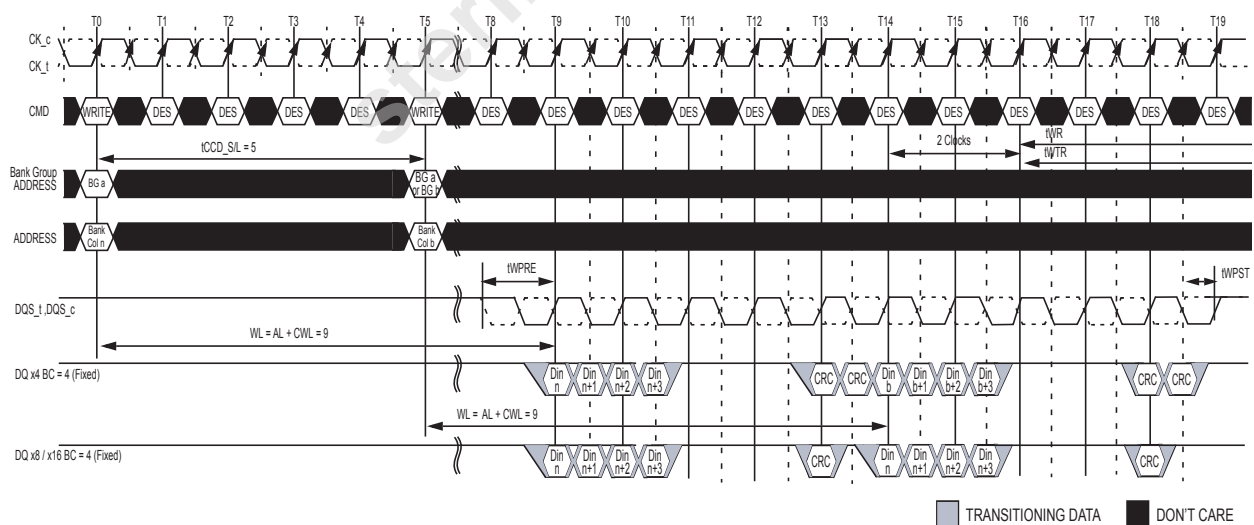 T0 T1 T2 T3 T4 T5 T8 T9 T10 T11 T12 T13 T14 T15 T16 T17 T18 T19
CK_c
CK_t
CMD WRITE DES DES DES DES WRITE DES DES DES DES DES DES DES DES DES DES DES DES
tCCD_S/L = 5
2 Clocks
tWR
tWTR
Bank Group
ADDRESS
BG a
BG a
or BG b
ADDRESS
Bank
Col n
Bank
Col b
tWPRE
tWPST
DQS_t ,DQS_c
WL = AL + CWL = 9
DQ x4 BC = 4 (Fixed)
Din
n
Din
n+1
Din
n+2
Din
n+3
CRC
CRC
Din
b
Din
b+1
Din
b+2
Din
b+3
CRC
CRC
WL = AL + CWL = 9
DQ x8 / x16 BC = 4 (Fixed)
Din
n
Din
n+1
Din
n+2
Din
n+3
CRC
Din
n
Din
n+1
Din
n+2
Din
n+3
CRC
TRANSITIONING DATA
DON'T CARE